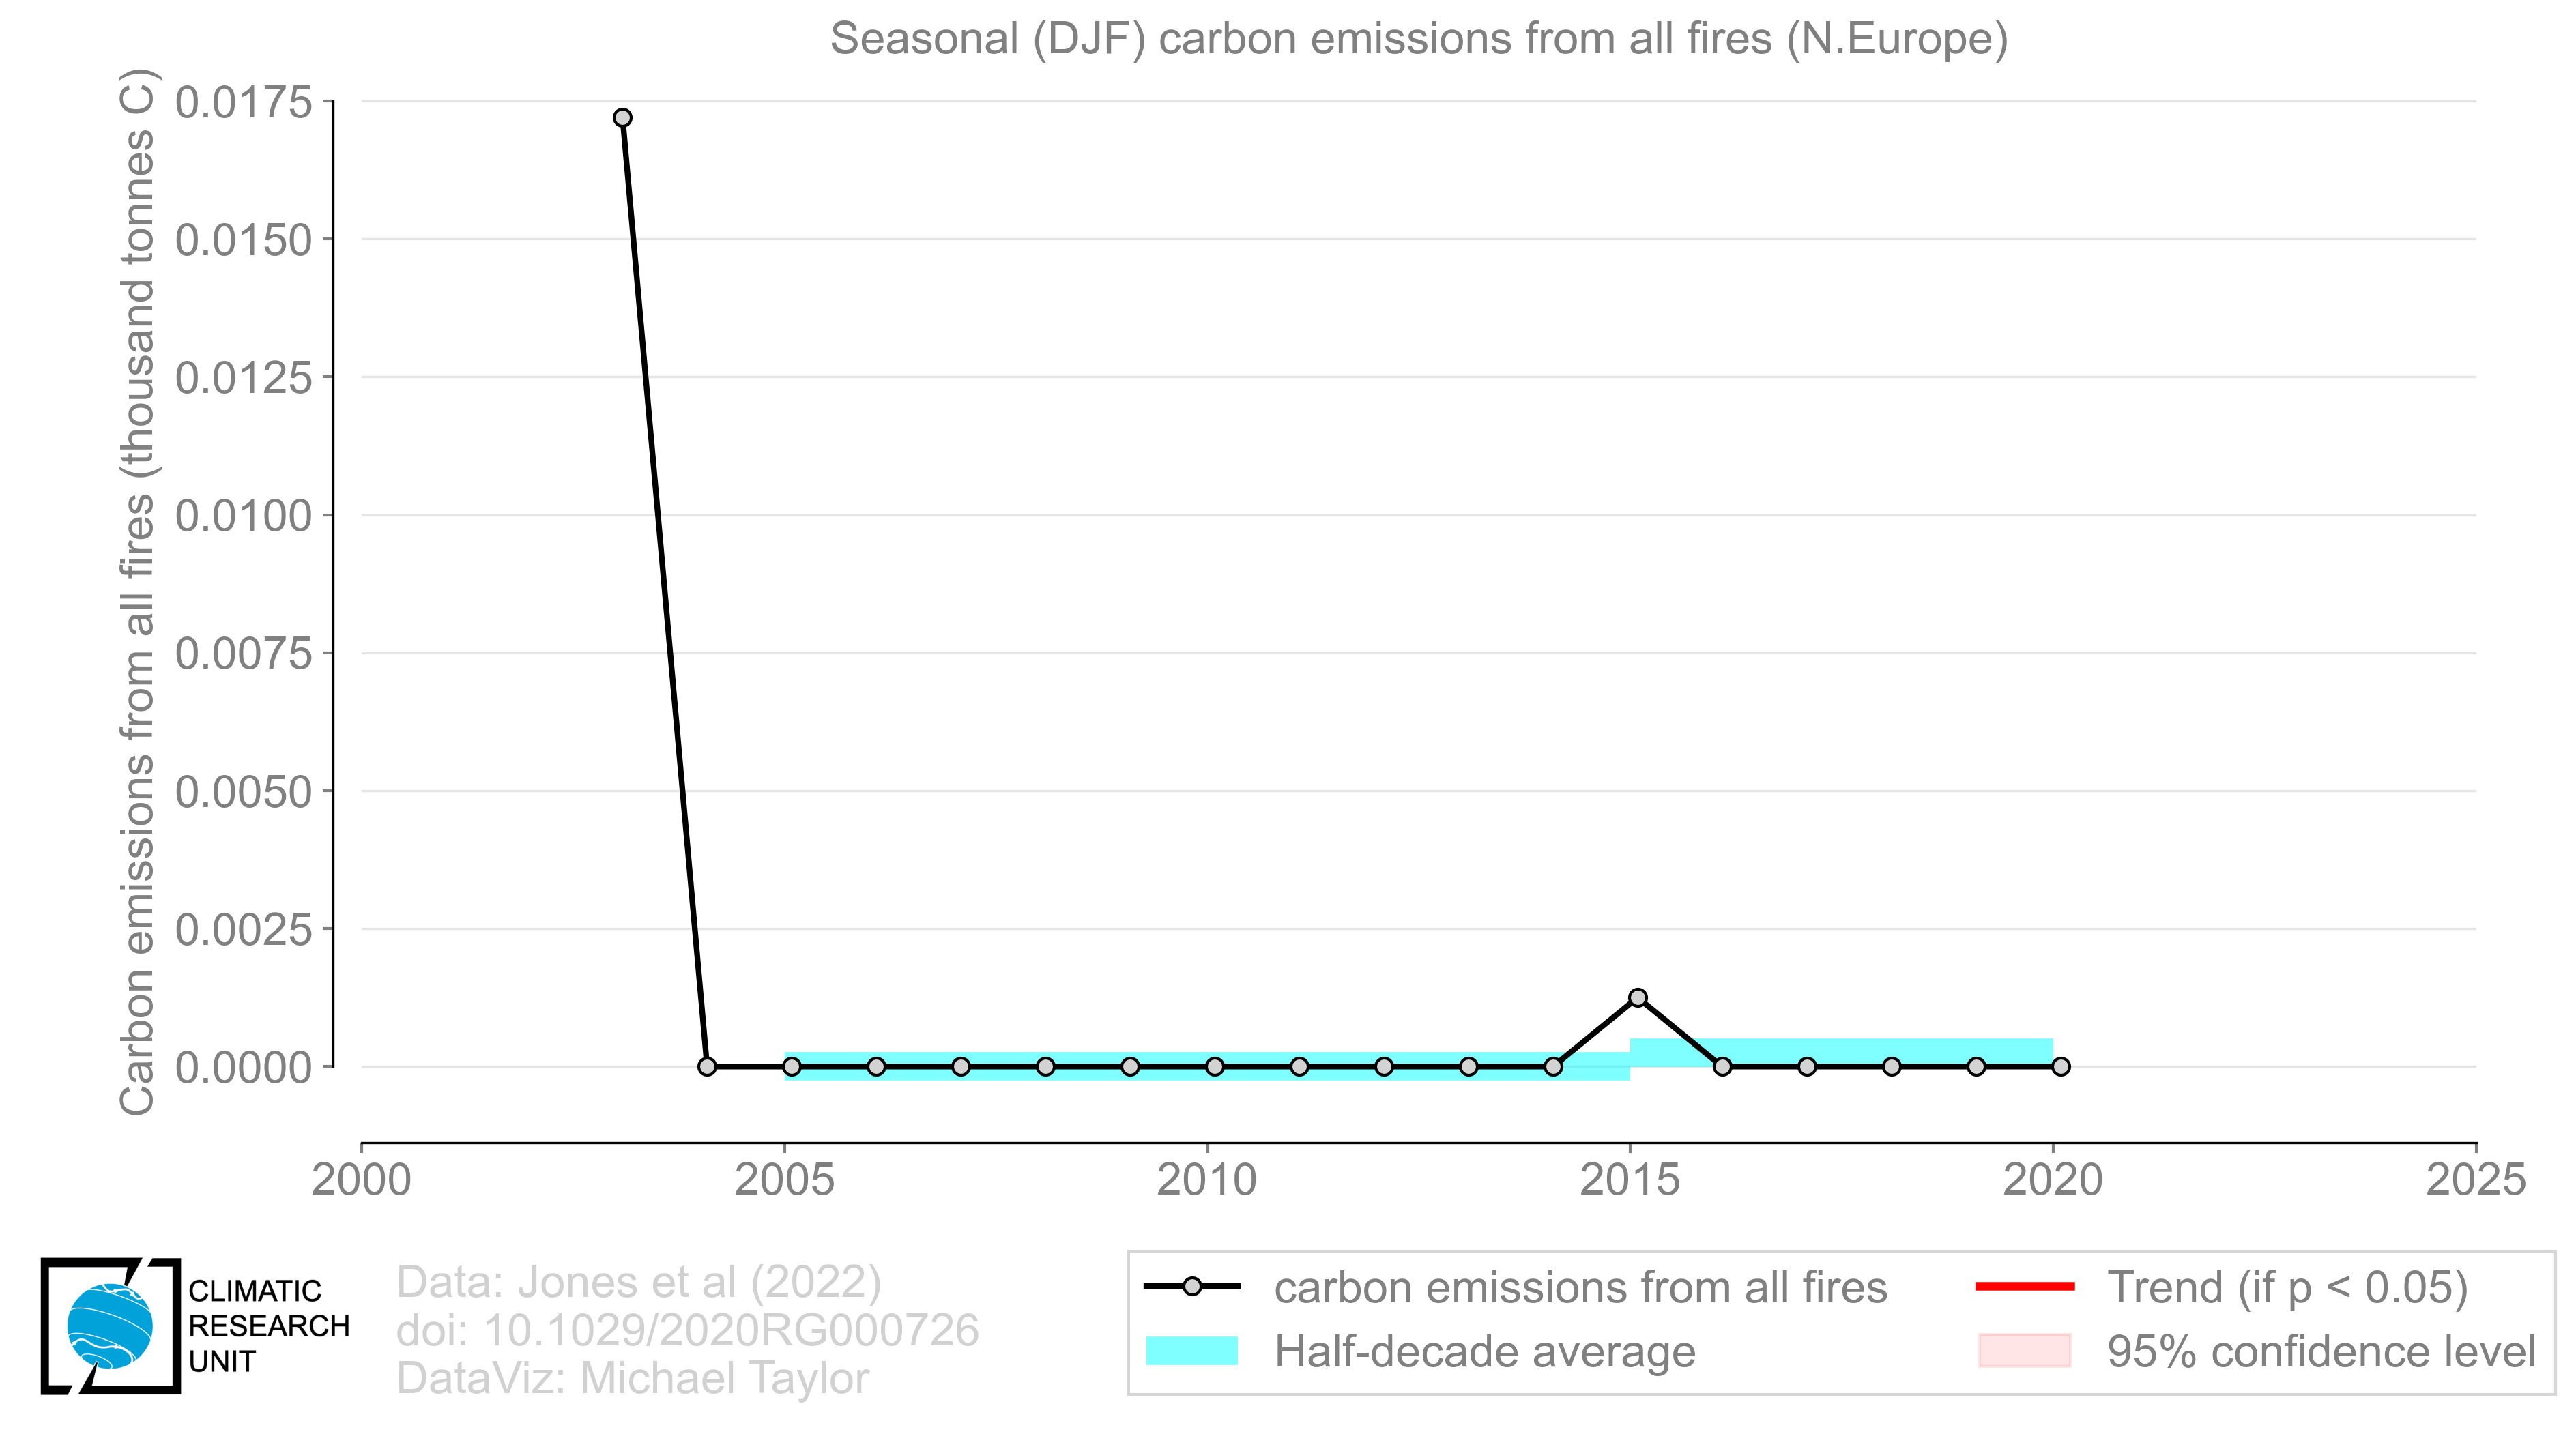 Seasonal (DJF) carbon emissions from all fires (N.Europe)
Carbon emissions from all fires (thousand tonnes C)
0.0175
0.0150
0.0125
0.0100
0.0075
0.0050
0.0025
0.0000
2000 2005 2010 2015 2020 2025
CLIMATIC
RESEARCH
UNIT
Data: Jones et al (2022)
doi: 10.1029/2020RG000726
DataViz: Michael Taylor
carbon emissions from all fires
Half-decade average
Trend (if p < 0.05)
95% confidence level